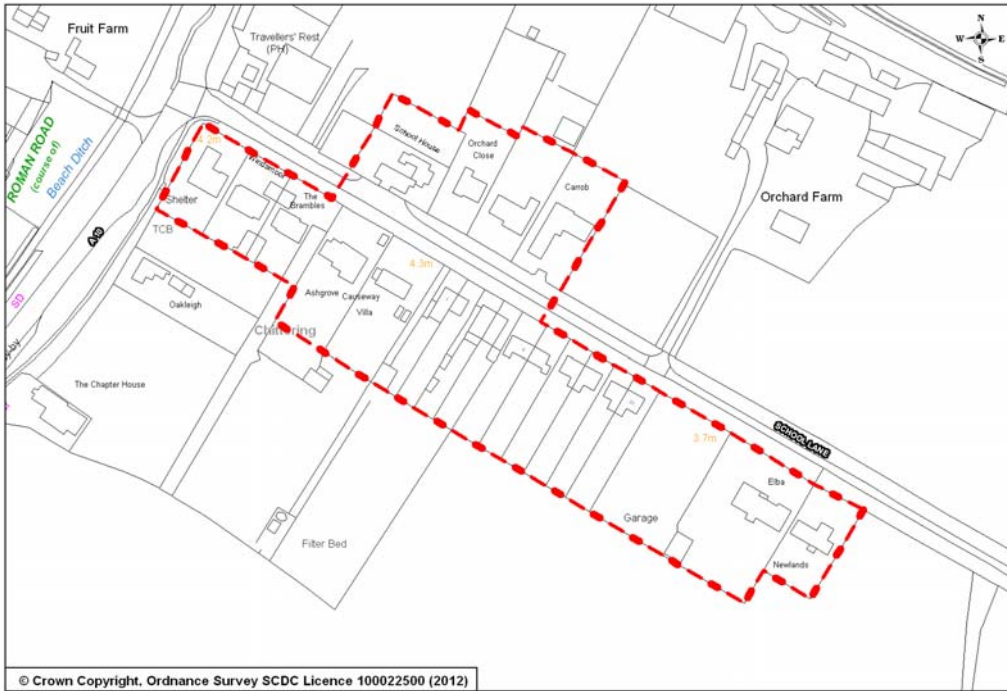 Fruit Farm
Travellers' Rest
(PH)
N
W E
S
ROMAN ROAD
(course of)
Beach Ditch
4.2m
School House
Orchard
Close
Carrob
Orchard Farm
The
Brambles
Shelter
TCB
A10
4.3m
Ashgrove
Causeway
Villa
Oakleigh
Chittering
SD
The Chapter House
SCHOOL LANE
3.7m
Elba
Garage
Filter Bed
Newlands
© Crown Copyright, Ordnance Survey SCDC Licence 100022500 (2012)